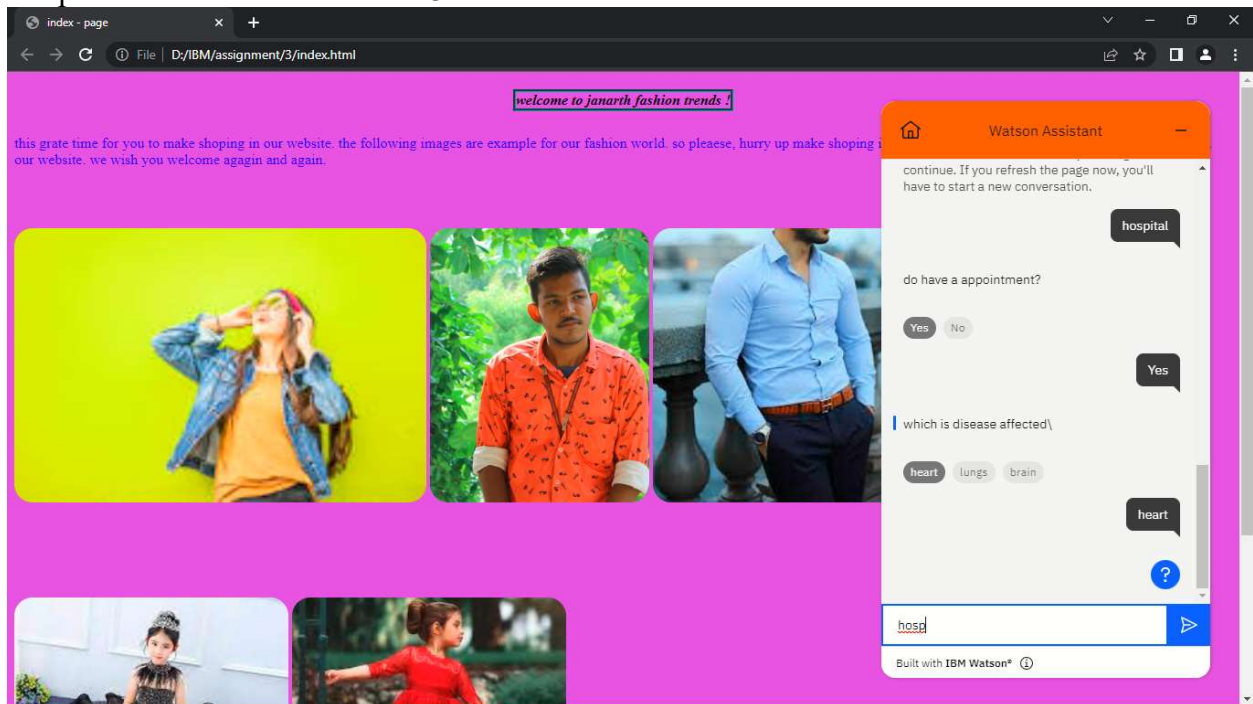 index - page
File | D:/IBM/assignment/3/index.html
welcome to janarth fashion trends !
this grate time for you to make shoping in our website. the following images are example for our fashion world. so pleaese, hurry up make shoping i
our website. we wish you welcome agagin and again.
Watson Assistant
continue. If you refresh the page now, you'll
have to start a new conversation.
hospital
do have a appointment?
Yes No
Yes
which is disease affected\
heart lungs brain
heart
?
hosp
Built with IBM Watson®